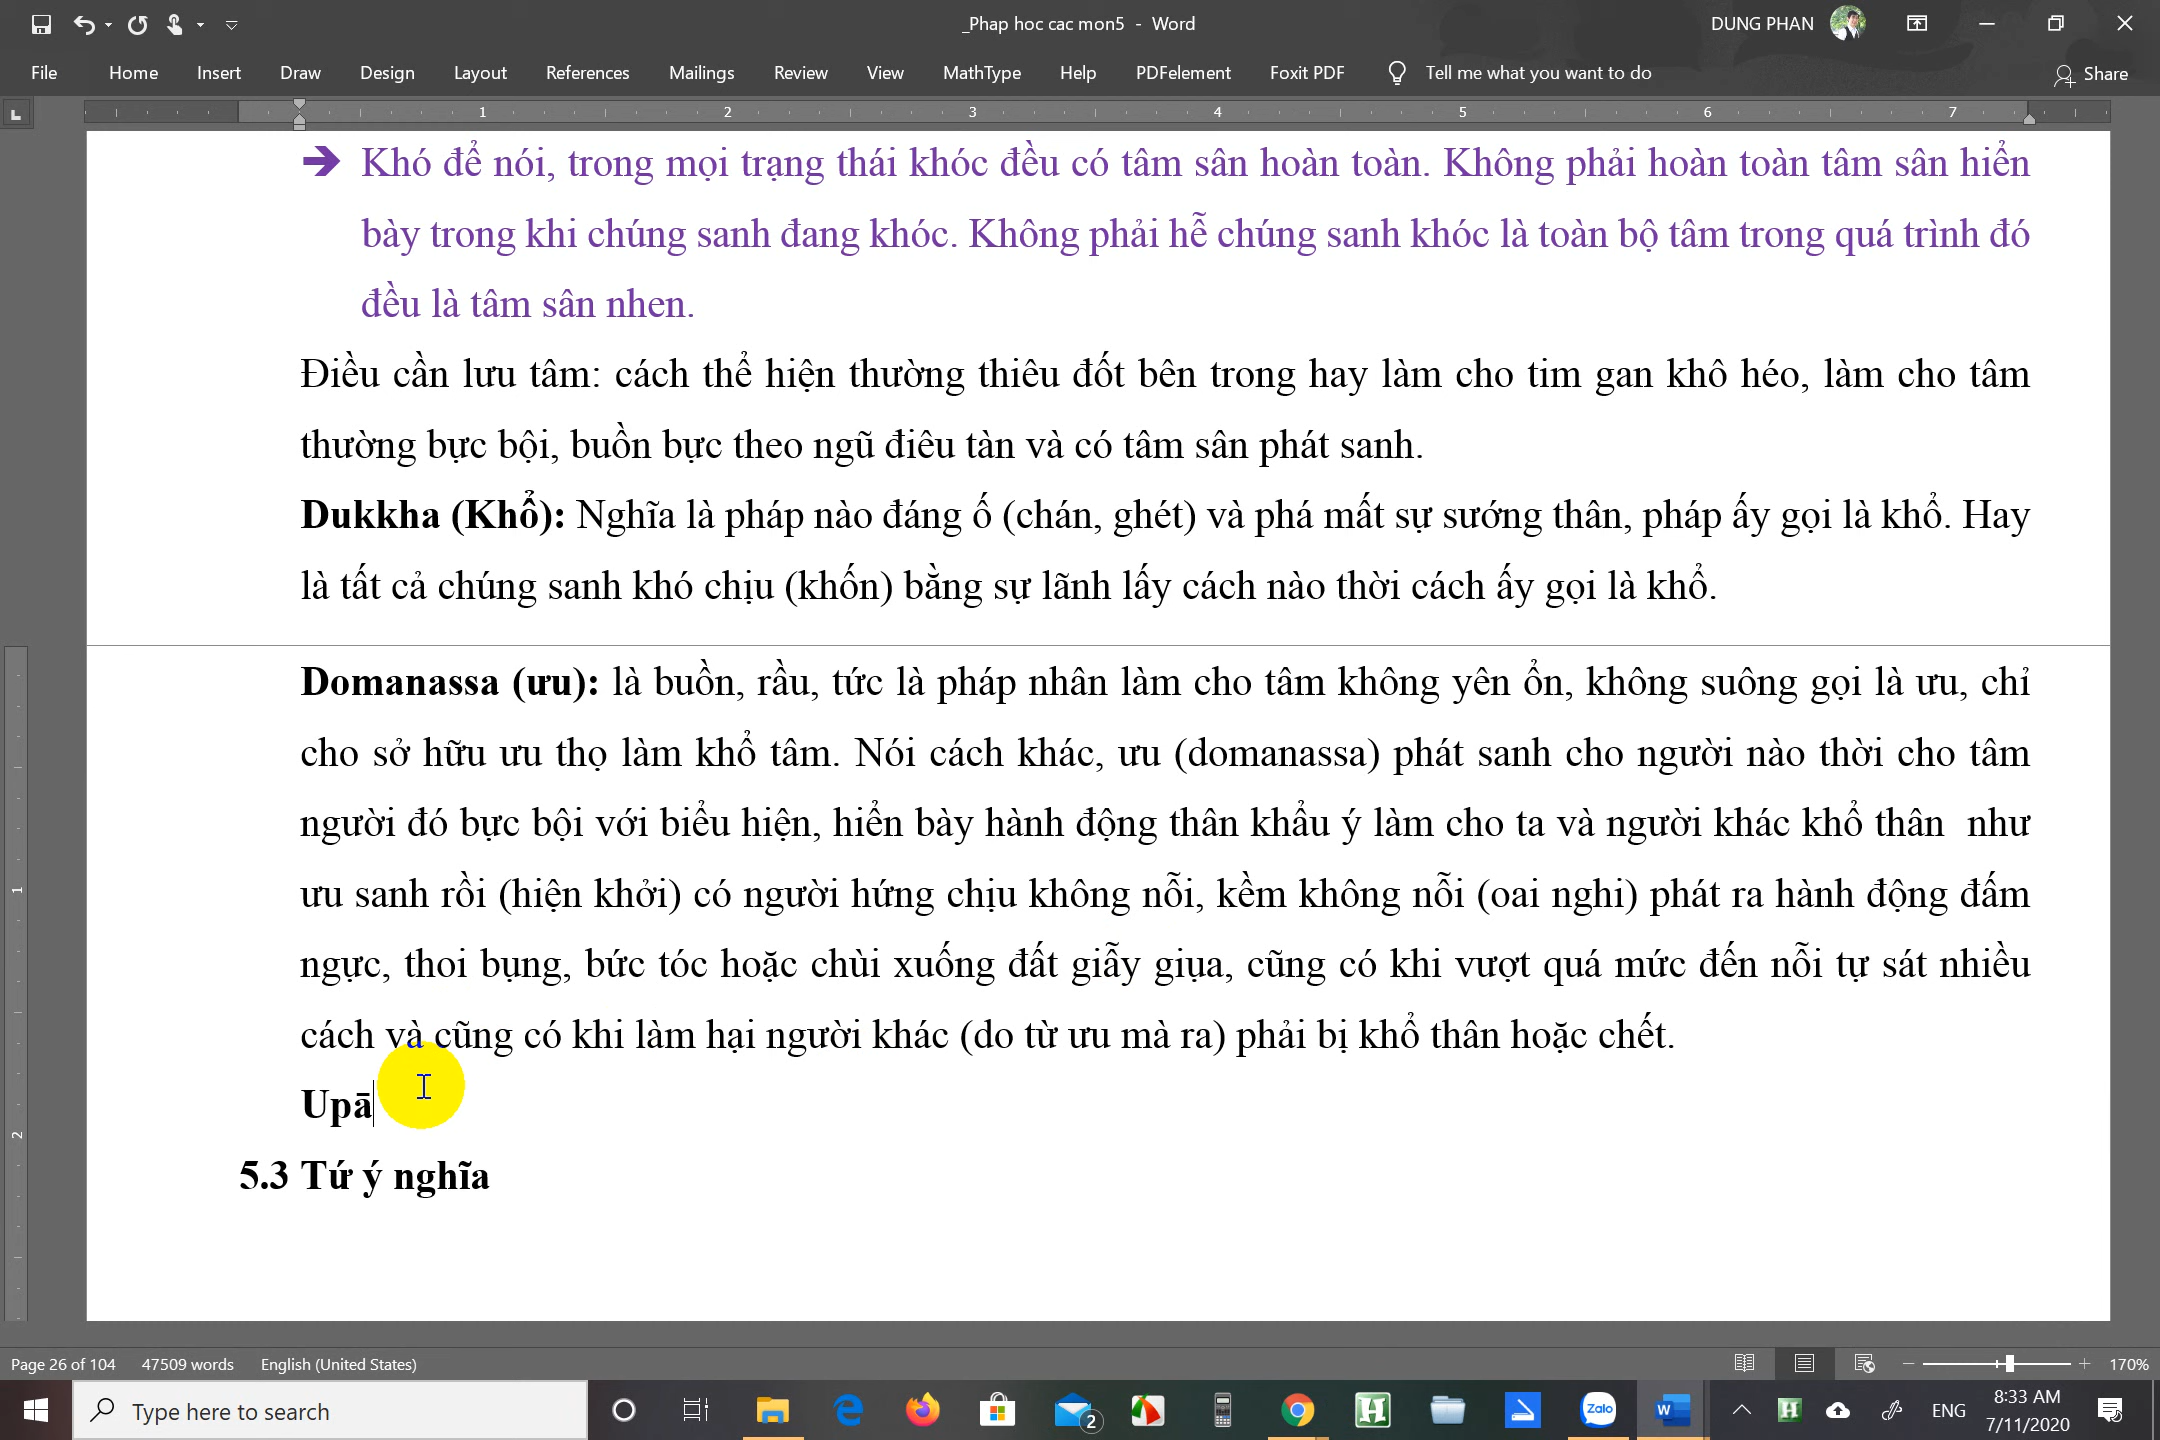 _Phap hoc cac mon5 - Word
DUNG PHAN
File Home Insert Draw Design Layout References Mailings Review View MathType Help PDFelement Foxit PDF Tell me what you want to do Share
1 2 3 4 5 6 7
➔ Khó để nói, trong mọi trạng thái khóc đều có tâm sân hoàn toàn. Không phải hoàn toàn tâm sân hiển
bày trong khi chúng sanh đang khóc. Không phải hễ chúng sanh khóc là toàn bộ tâm trong quá trình đó
đều là tâm sân nhen.
Điều cần lưu tâm: cách thể hiện thường thiêu đốt bên trong hay làm cho tim gan khô héo, làm cho tâm
thường bực bội, buồn bực theo ngũ điêu tàn và có tâm sân phát sanh.
Dukkha (Khổ): Nghĩa là pháp nào đáng ố (chán, ghét) và phá mất sự sướng thân, pháp ấy gọi là khổ. Hay
là tất cả chúng sanh khó chịu (khốn) bằng sự lãnh lấy cách nào thời cách ấy gọi là khổ.
Domanassa (ưu): là buồn, rầu, tức là pháp nhân làm cho tâm không yên ổn, không suông gọi là ưu, chỉ
cho sở hữu ưu thọ làm khổ tâm. Nói cách khác, ưu (domanassa) phát sanh cho người nào thời cho tâm
người đó bực bội với biểu hiện, hiển bày hành động thân khẩu ý làm cho ta và người khác khổ thân như
ưu sanh rồi (hiện khởi) có người hứng chịu không nỗi, kềm không nỗi (oai nghi) phát ra hành động đấm
ngực, thoi bụng, bức tóc hoặc chùi xuống đất giẫy giụa, cũng có khi vượt quá mức đến nỗi tự sát nhiều
cách và cũng có khi làm hại người khác (do từ ưu mà ra) phải bị khổ thân hoặc chết.
Upā
5.3 Tứ ý nghĩa
1
2
Page 26 of 104 47509 words English (United States) 170%
Type here to search
2
Zalo
ENG
8:33 AM
7/11/2020